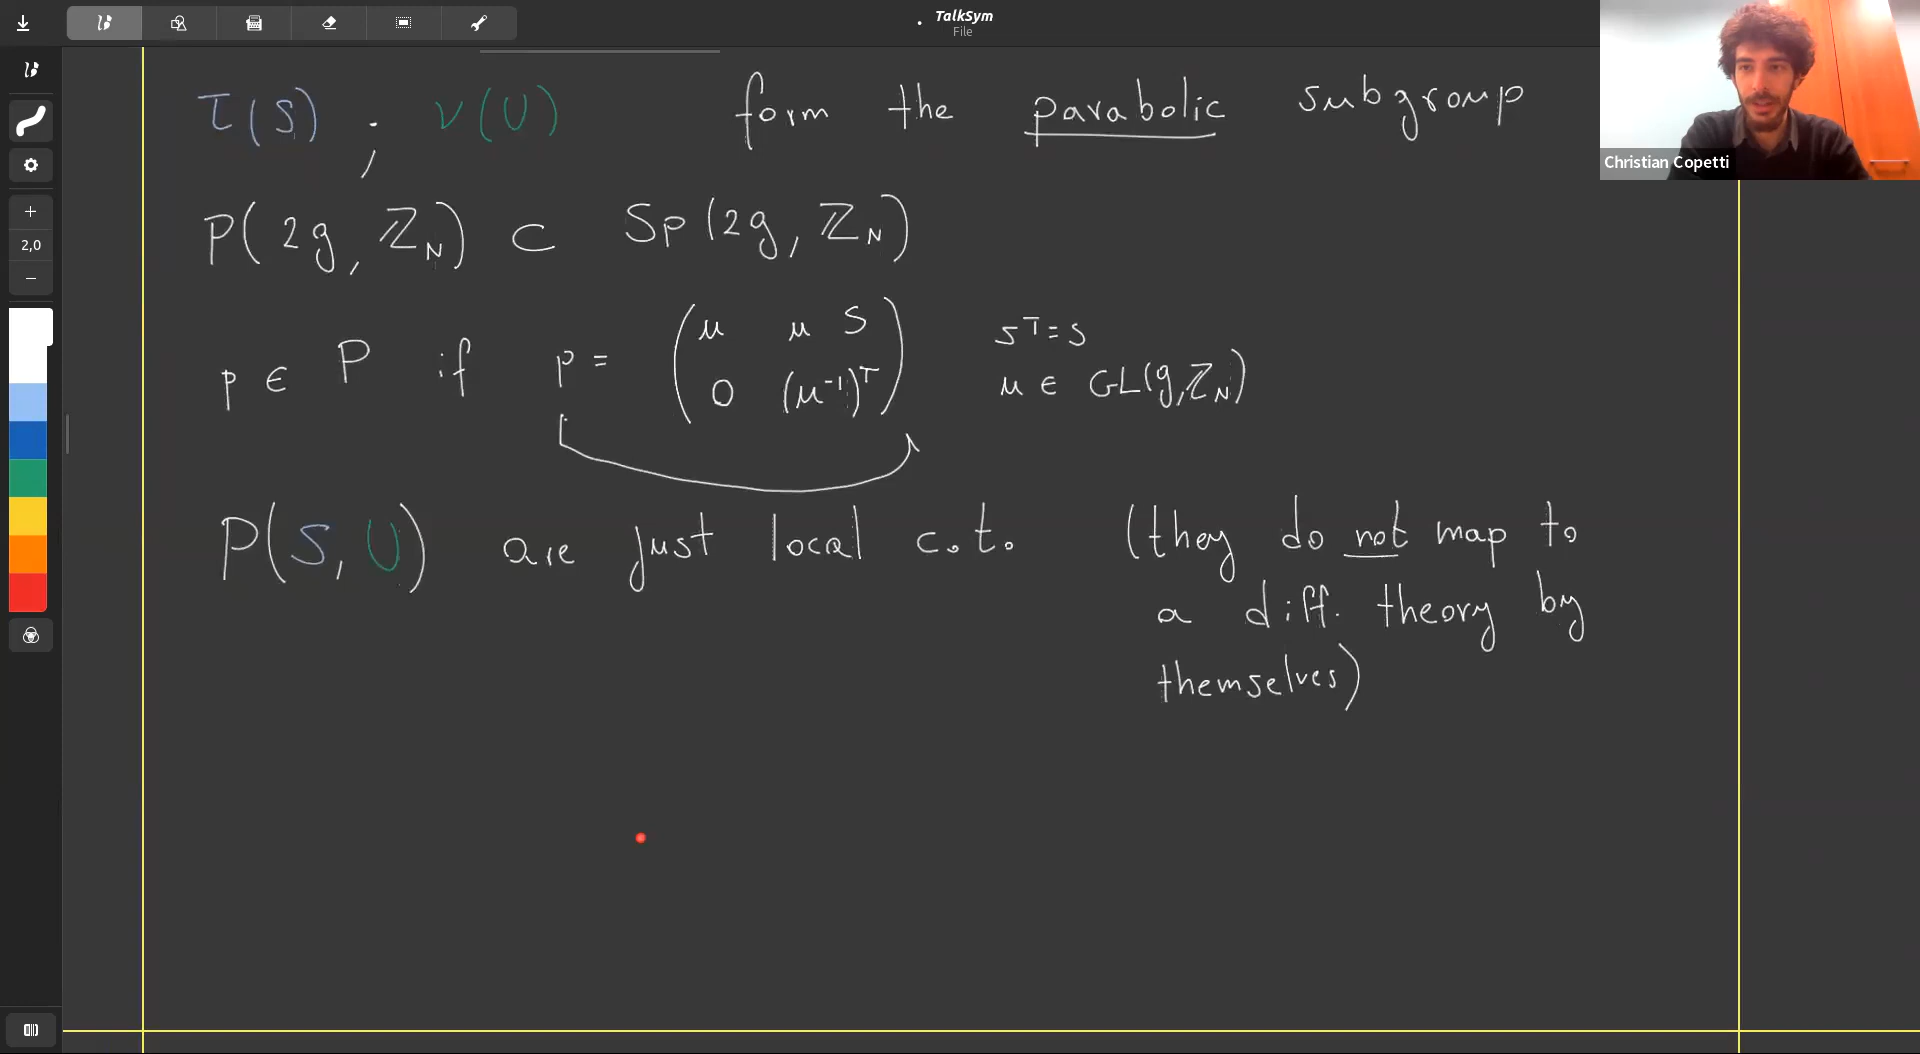 TalkSym
File
Christian Copetti
τ(S) ; ν(U) form the parabolic subgroup
P(2g, ℤ_N) ⊂ Sp(2g, ℤ_N)
p ∈ P if p = ( μ μ S ; 0 (μ⁻¹)ᵀ ) Sᵀ = S
μ ∈ GL(g, ℤ_N)
P(S, U) are just local c.t. (they do not map to
a diff. theory by
themselves)
2,0